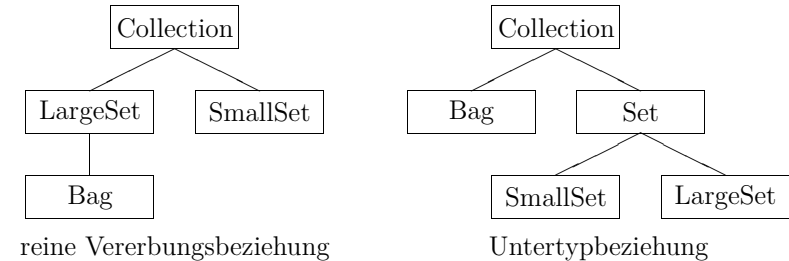 Collection
LargeSet
SmallSet
Bag
reine Vererbungsbeziehung
Collection
Bag
Set
SmallSet
LargeSet
Untertypbeziehung